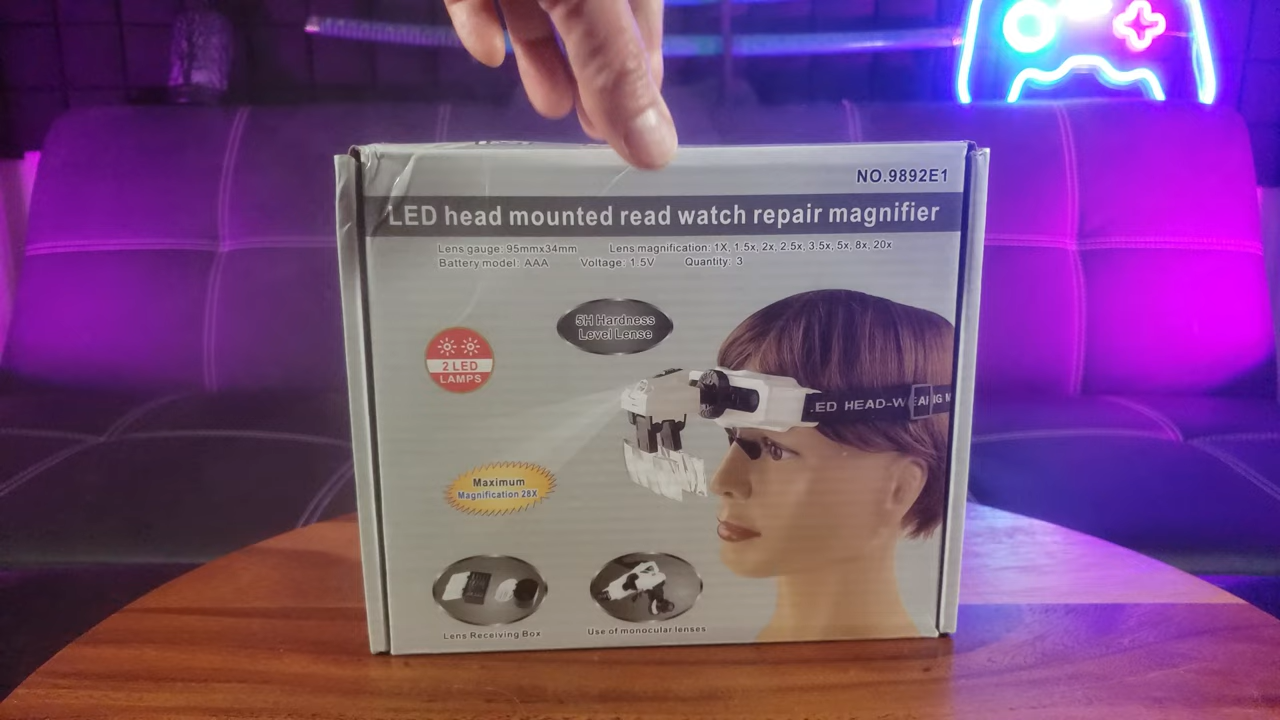 NO.9892E1
LED head mounted read watch repair magnifier
Lens gauge: 95mmx34mm Lens magnification: 1X, 1.5x, 2x, 2.5x, 3.5x, 5x, 8x, 20x
Battery model: AAA Voltage: 1.5V Quantity: 3
5H Hardness
Level Lense
2 LED
LAMPS
LED HEAD-WEARING M
Maximum
Magnification 28X
Lens Receiving Box
Use of monocular lenses